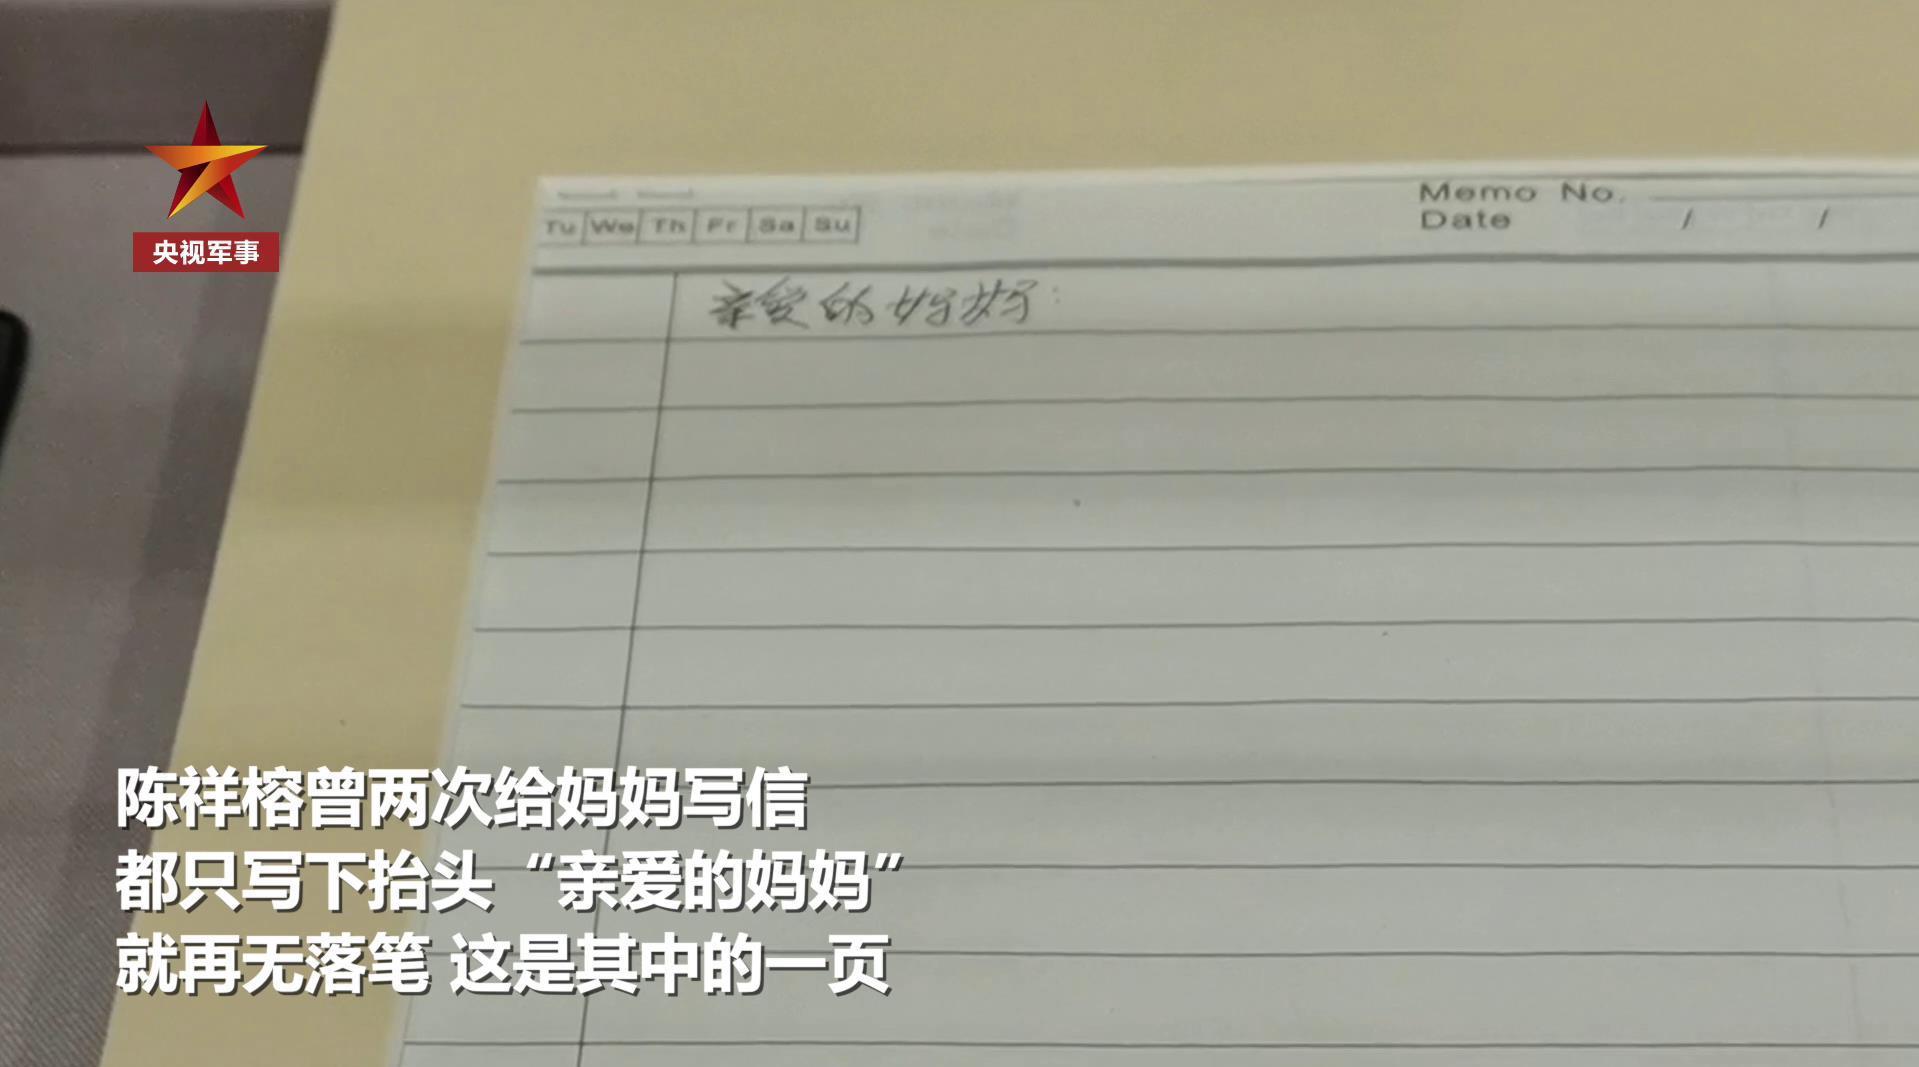 央视军事
Memo No.
Date / /
Tu We Th Fr Sa Su
亲爱的妈妈：
陈祥榕曾两次给妈妈写信
都只写下抬头“亲爱的妈妈”
就再无落笔 这是其中的一页